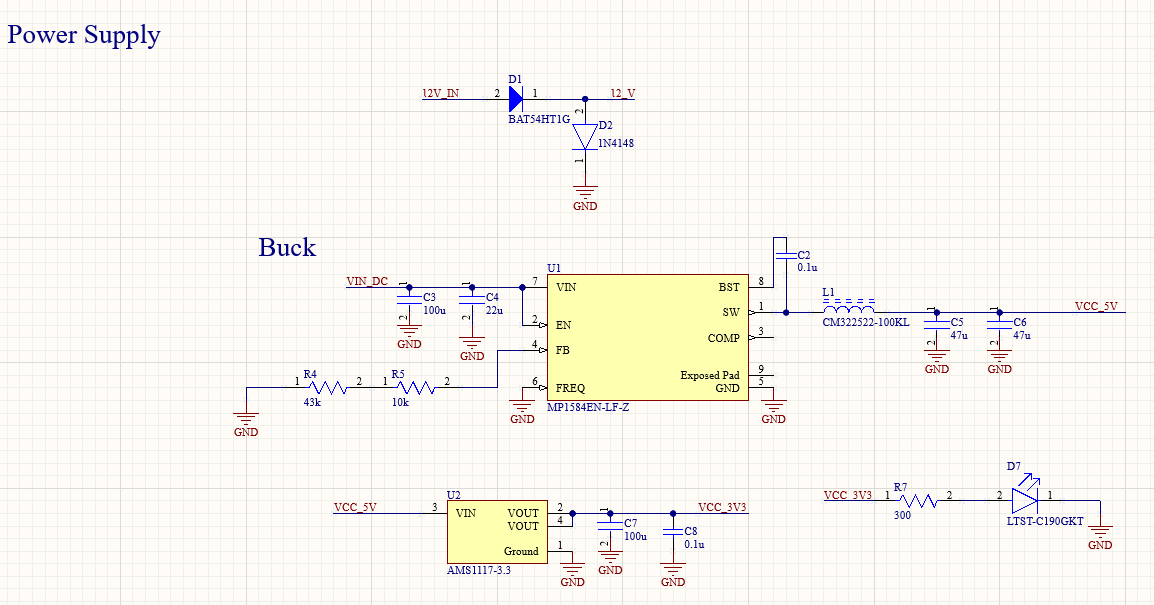 Power Supply
D1
12V_IN 2 1 12_V
BAT54HT1G
2
D2
1N4148
1
GND
Buck
C2
0.1u
U1
VIN_DC 1 1 7 VIN BST 8
C3 C4
100u 22u
2 2
GND GND
2 EN SW 1
4 FB COMP 3
Exposed Pad 9
6 FREQ GND 5
MP1584EN-LF-Z
GND GND
L1
CM322522-100KL
VCC_5V
1 1
C5 C6
47u 47u
2 2
GND GND
1 R4 2 1 R5 2
43k 10k
GND
U2
VCC_5V 3 VIN VOUT 2 VCC_3V3
VOUT 4
Ground 1
AMS1117-3.3
1
C7 C8
100u 0.1u
2
GND GND GND
D7
VCC_3V3 1 R7 2 2 1
300
LTST-C190GKT
GND